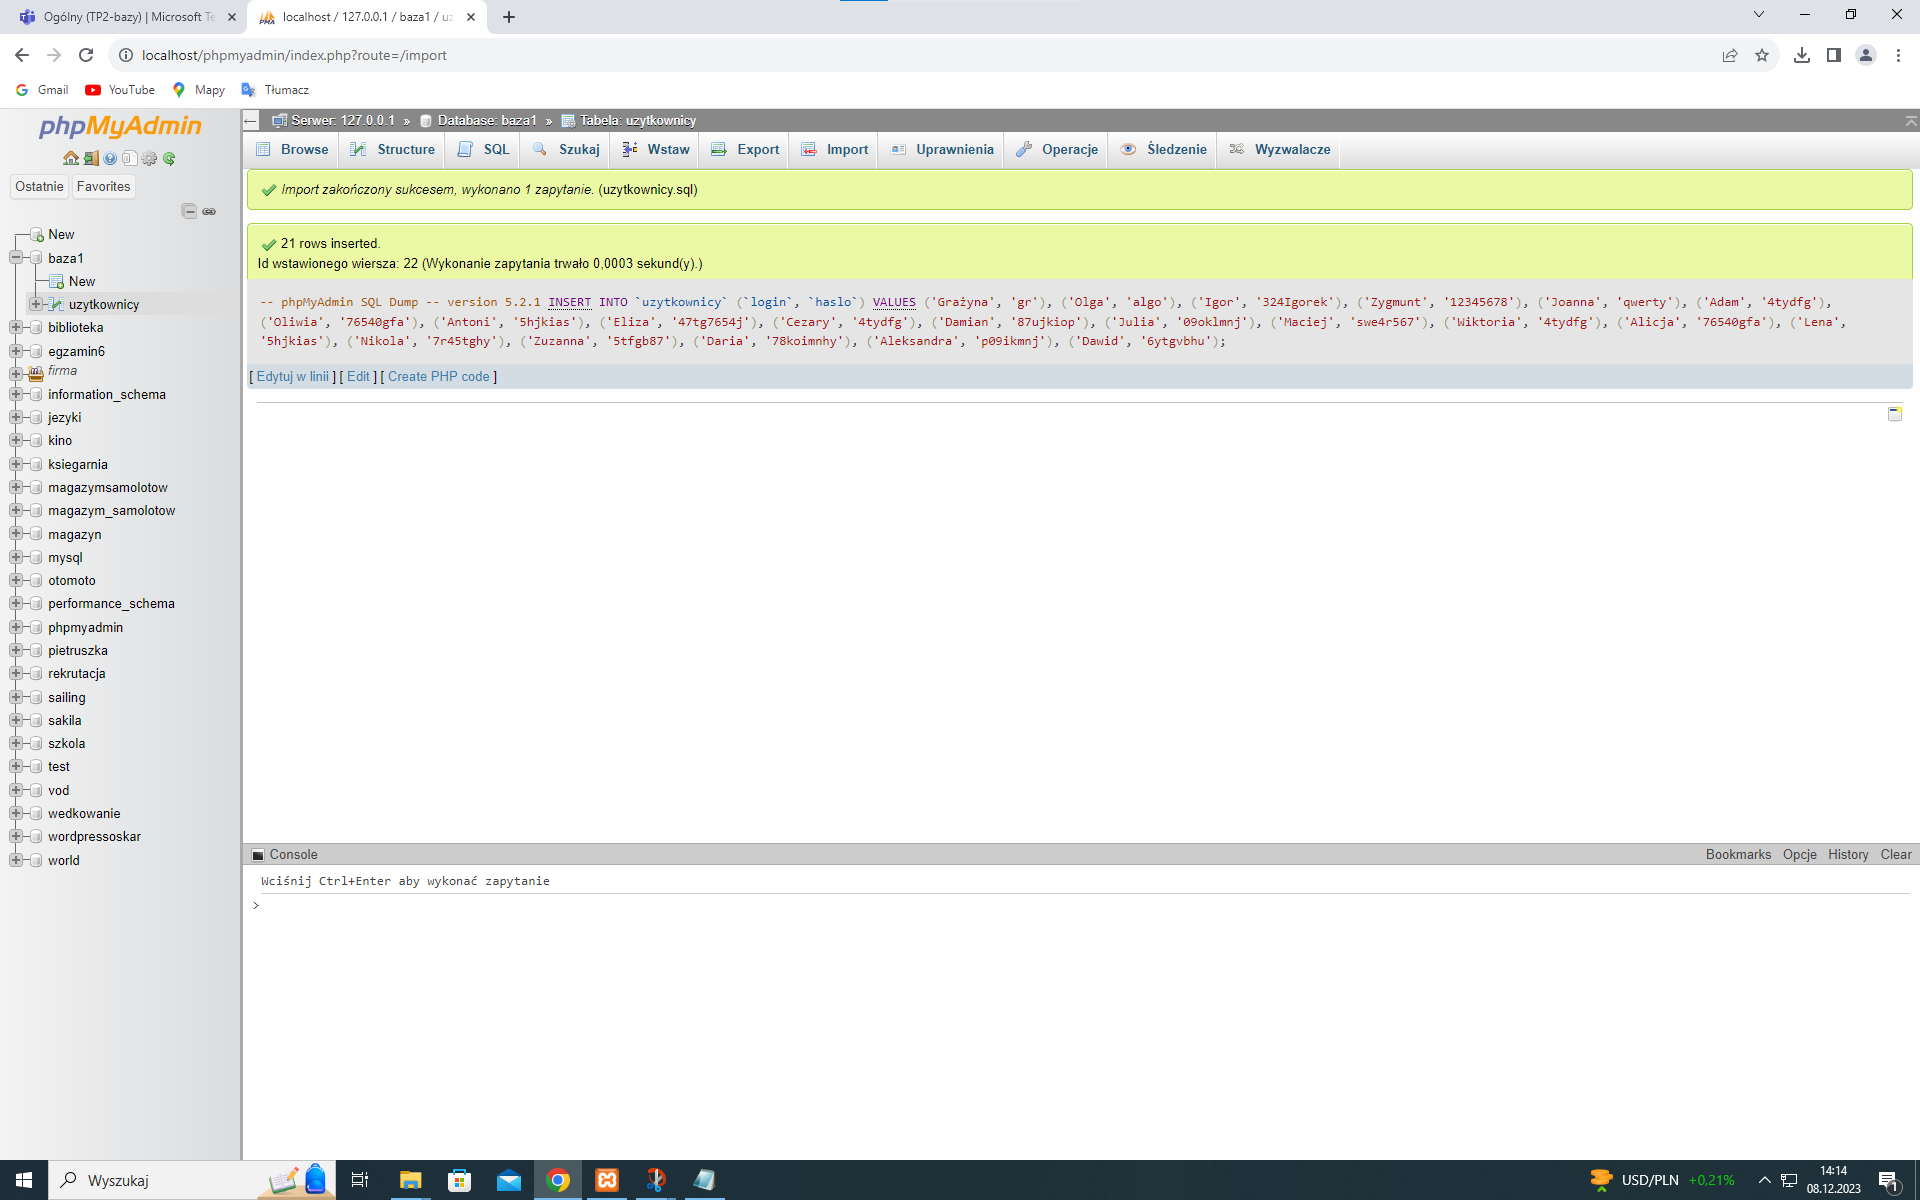 Ogólny (TP2-bazy) | Microsoft Te
localhost / 127.0.0.1 / baza1 / uz
localhost/phpmyadmin/index.php?route=/import
Gmail YouTube Mapy Tłumacz
phpMyAdmin
Ostatnie Favorites
New
baza1
New
uzytkownicy
biblioteka
egzamin6
firma
information_schema
jezyki
kino
ksiegarnia
magazymsamolotow
magazym_samolotow
magazyn
mysql
otomoto
performance_schema
phpmyadmin
pietruszka
rekrutacja
sailing
sakila
szkola
test
vod
wedkowanie
wordpressoskar
world
Serwer: 127.0.0.1 » Database: baza1 » Tabela: uzytkownicy
Browse Structure SQL Szukaj Wstaw Export Import Uprawnienia Operacje Śledzenie Wyzwalacze
Import zakończony sukcesem, wykonano 1 zapytanie. (uzytkownicy.sql)
21 rows inserted.
Id wstawionego wiersza: 22 (Wykonanie zapytania trwało 0,0003 sekund(y).)
-- phpMyAdmin SQL Dump -- version 5.2.1 INSERT INTO `uzytkownicy` (`login`, `haslo`) VALUES ('Grażyna', 'gr'), ('Olga', 'algo'), ('Igor', '324Igorek'), ('Zygmunt', '12345678'), ('Joanna', 'qwerty'), ('Adam', '4tydfg'),
('Oliwia', '76540gfa'), ('Antoni', '5hjkias'), ('Eliza', '47tg7654j'), ('Cezary', '4tydfg'), ('Damian', '87ujkiop'), ('Julia', '09oklmnj'), ('Maciej', 'swe4r567'), ('Wiktoria', '4tydfg'), ('Alicja', '76540gfa'), ('Lena',
'5hjkias'), ('Nikola', '7r45tghy'), ('Zuzanna', '5tfgb87'), ('Daria', '78koimnhy'), ('Aleksandra', 'p09ikmnj'), ('Dawid', '6ytgvbhu');
[ Edytuj w linii ] [ Edit ] [ Create PHP code ]
Console Bookmarks Opcje History Clear
Wciśnij Ctrl+Enter aby wykonać zapytanie
>
Wyszukaj
USD/PLN +0,21%
14:14
08.12.2023
1